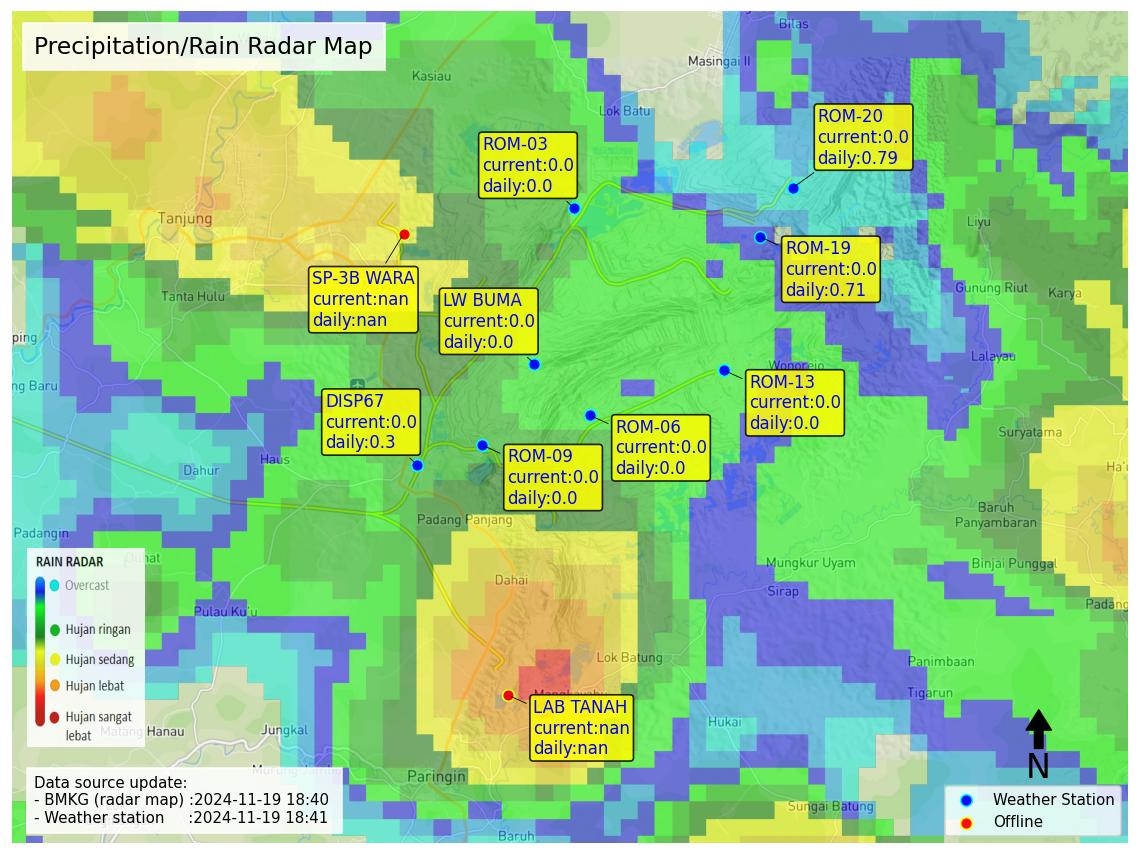 Precipitation/Rain Radar Map
Bilas
Masingai II
Kasiau
Lok Batu
ROM-20
current:0.0
daily:0.79
ROM-03
current:0.0
daily:0.0
Tanjung
Liyu
ROM-19
current:0.0
daily:0.71
SP-3B WARA
current:nan
daily:nan
LW BUMA
current:0.0
daily:0.0
Tanta Hulu
Gunung Riut
Karya
ping
Lalayau
Wonorejo
ng Baru
ROM-13
current:0.0
daily:0.0
DISP67
current:0.0
daily:0.3
ROM-06
current:0.0
daily:0.0
ROM-09
current:0.0
daily:0.0
Suryatama
Haus
Dahur
Ha'u
Baruh
Panyambaran
Padang Panjang
Padangin
Mungkur Uyam
Binjai Punggal
Dahai
Sirap
Padang
Pulau Ku'u
RAIN RADAR
Overcast
Hujan ringan
Hujan sedang
Hujan lebat
Hujan sangat
lebat
Lok Batung
Panimbaan
Tigarun
LAB TANAH
current:nan
daily:nan
Hukai
Matang Hanau
Jungkal
Paringin
N
Data source update:
- BMKG (radar map) :2024-11-19 18:40
- Weather station :2024-11-19 18:41
Sungai Batung
Baruh
Weather Station
Offline